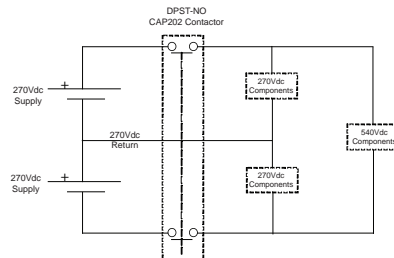 DPST-NO
CAP202 Contactor
+
270Vdc
Supply
270Vdc
Components
270Vdc
Return
540Vdc
Components
+
270Vdc
Supply
270Vdc
Components